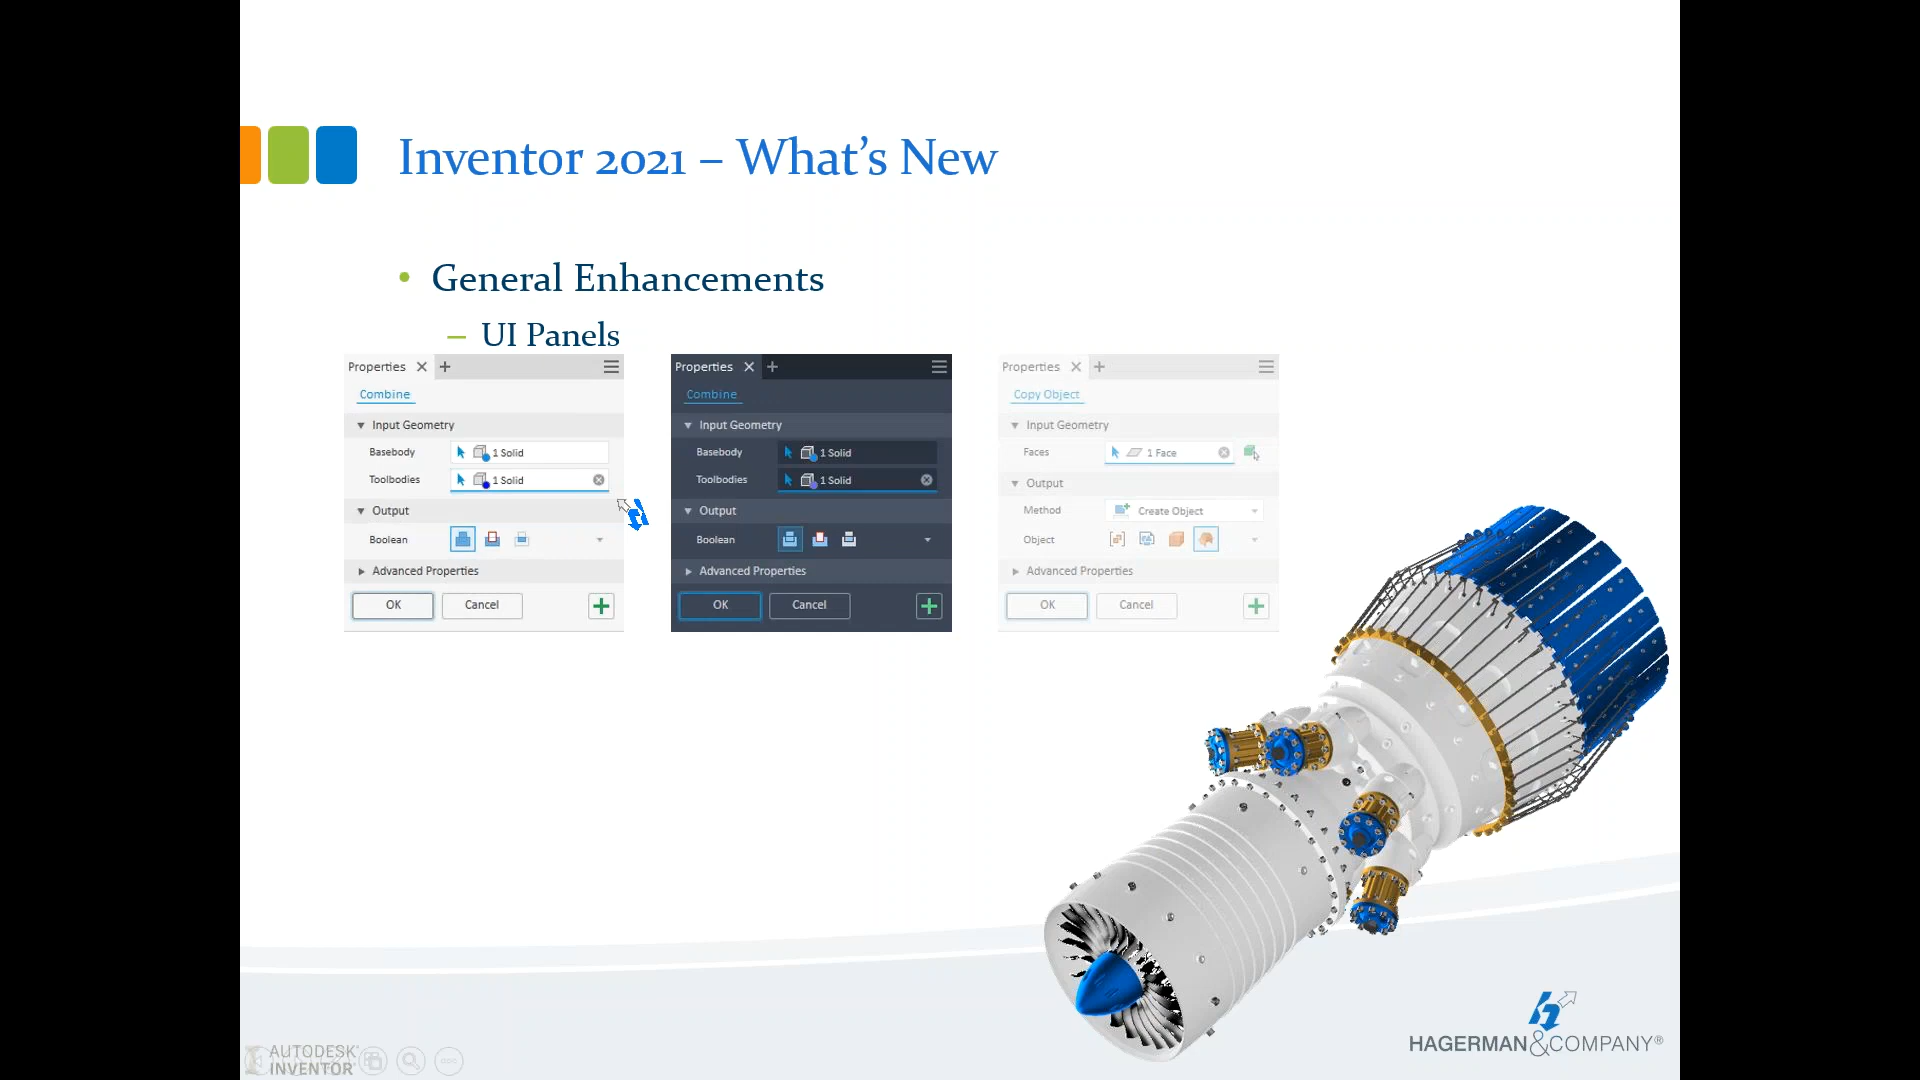 Inventor 2021 – What’s New
• General Enhancements
– UI Panels
Properties
Combine
Input Geometry
Basebody 1 Solid
Toolbodies 1 Solid
Output
Boolean
Advanced Properties
OK Cancel
Properties
Combine
Input Geometry
Basebody 1 Solid
Toolbodies 1 Solid
Output
Boolean
Advanced Properties
OK Cancel
Properties
Copy Object
Input Geometry
Faces 1 Face
Output
Method Create Object
Object
Advanced Properties
OK Cancel
HAGERMAN&COMPANY®
AUTODESK®
INVENTOR®